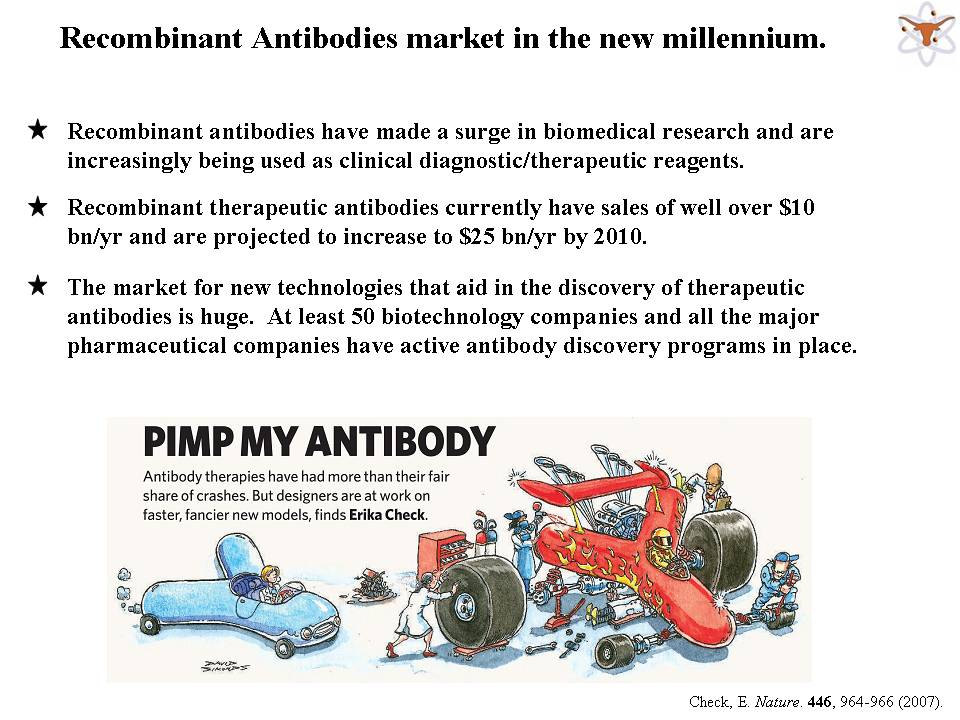 Recombinant Antibodies market in the new millennium.
Recombinant antibodies have made a surge in biomedical research and are
increasingly being used as clinical diagnostic/therapeutic reagents.
Recombinant therapeutic antibodies currently have sales of well over $10
bn/yr and are projected to increase to $25 bn/yr by 2010.
The market for new technologies that aid in the discovery of therapeutic
antibodies is huge.  At least 50 biotechnology companies and all the major
pharmaceutical companies have active antibody discovery programs in place.
PIMP MY ANTIBODY
Antibody therapies have had more than their fair
share of crashes. But designers are at work on
faster, fancier new models, finds Erika Check.
DAVID
SIMONDS
Check, E. Nature. 446, 964-966 (2007).